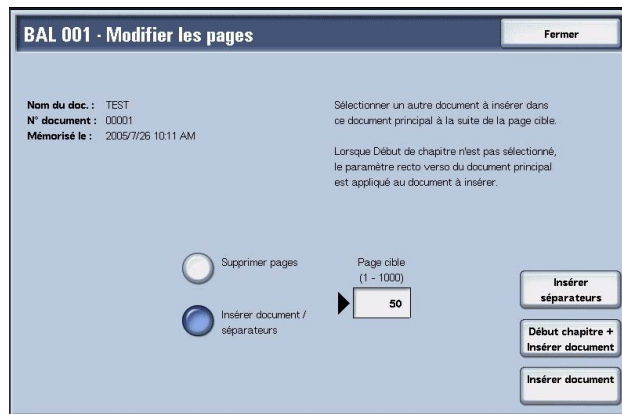 BAL 001 - Modifier les pages
Fermer
Nom du doc. : TEST
N° document : 00001
Mémorisé le : 2005/7/26 10:11 AM
Sélectionner un autre document à insérer dans
ce document principal à la suite de la page cible.
Lorsque Début de chapitre n'est pas sélectionné,
le paramètre recto verso du document principal
est appliqué au document à insérer.
Supprimer pages
Insérer document /
séparateurs
Page cible
(1 - 1000)
50
Insérer
séparateurs
Début chapitre +
Insérer document
Insérer document